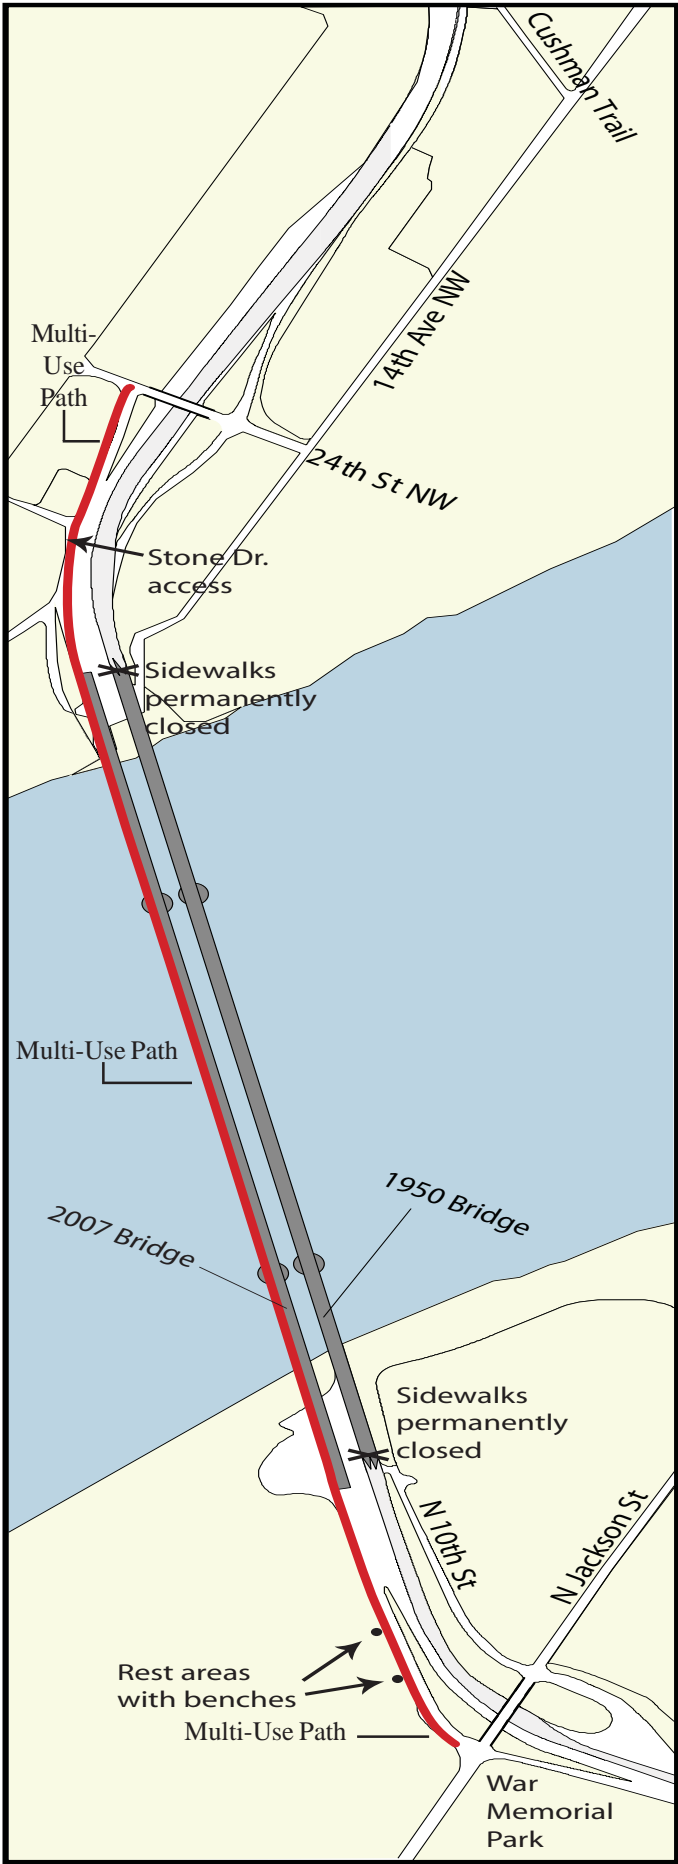 Cushman Trail
14th Ave NW
Multi-
Use
Path
24th St NW
Stone Dr.
access
Sidewalks
permanently
closed
Multi-Use Path
1950 Bridge
2007 Bridge
Sidewalks
permanently
closed
N 10th St
N Jackson St
Rest areas
with benches
Multi-Use Path
War
Memorial
Park